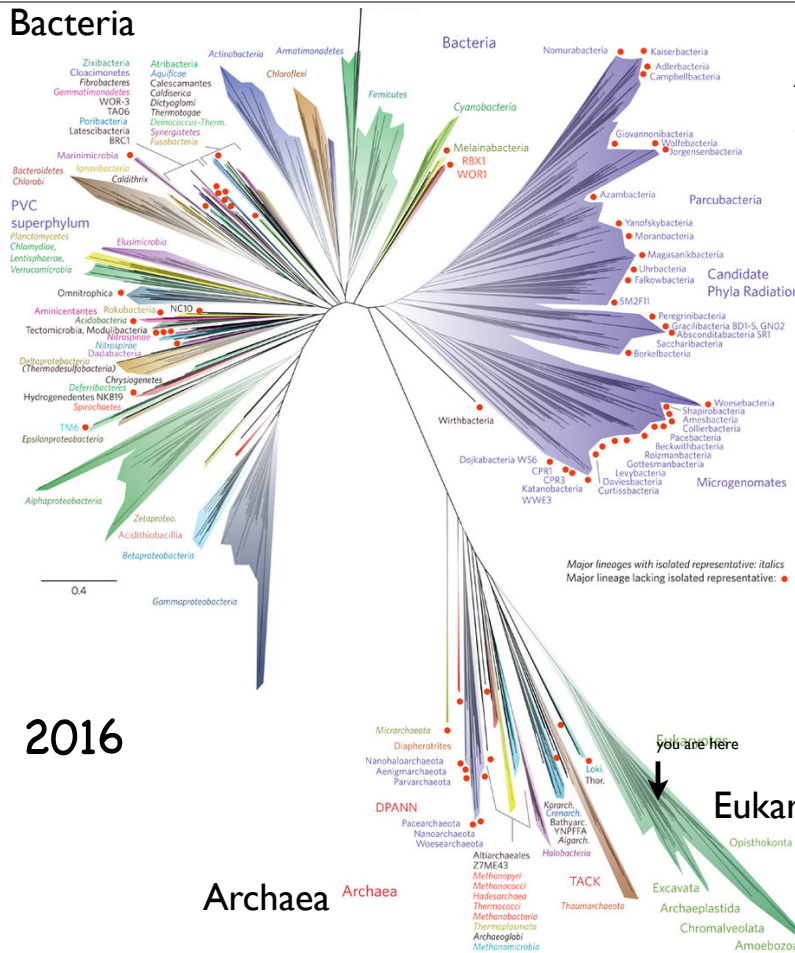 Bacteria
Bacteria
Zixibacteria
Cloacimonetes
Fibrobacteres
Gemmatimonadetes
WOR-3
TA06
Poribacteria
Latescibacteria
BRC1
Atribacteria
Aquificae
Calescamantes
Caldiserica
Dictyoglomi
Thermotogae
Deinococcus-Therm.
Synergistetes
Fusobacteria
Actinobacteria
Armatimonadetes
Chloroflexi
Firmicutes
Cyanobacteria
Melainabacteria
RBX1
WOR1
Marinimicrobia
Ignavibacteria
Bacteroidetes
Chlorobi
Caldithrix
PVC
superphylum
Planctomycetes
Chlamydiae,
Lentisphaerae,
Verrucomicrobia
Elusimicrobia
Omnitrophica
Aminicentantes
Rokubacteria
NC10
Acidobacteria
Tectomicrobia, Modulibacteria
Nitrospinae
Nitrospirae
Dadabacteria
Deltaprotebacteria
(Thermodesulfobacteria)
Chrysiogenetes
Deferribacteres
Hydrogenedentes NKB19
Spirochaetes
TM6
Epsilonproteobacteria
Alphaproteobacteria
Zetaproteo.
Acidithiobacillia
Betaproteobacteria
Gammaproteobacteria
0.4
Nomurabacteria
Kaiserbacteria
Adlerbacteria
Campbellbacteria
Giovannonibacteria
Wolfebacteria
Jorgensenbacteria
Azambacteria
Parcubacteria
Yanofskybacteria
Moranbacteria
Magasanikbacteria
Uhrbacteria
Falkowbacteria
Candidate
Phyla Radiation
SM2F11
Peregrinibacteria
Gracilibacteria BD1-5, GN02
Absconditabacteria SR1
Saccharibacteria
Berkelbacteria
Woesebacteria
Shapirobacteria
Amesbacteria
Collierbacteria
Pacebacteria
Beckwithbacteria
Roizmanbacteria
Gottesmanbacteria
Levybacteria
Daviesbacteria
Curtissbacteria
Microgenomates
Wirthbacteria
Dojkabacteria WS6
CPR1
CPR3
Katanobacteria
WWE3
Major lineages with isolated representative: italics
Major lineage lacking isolated representative:
2016
Micrarchaeota
Diapherotrites
Nanohaloarchaeota
Aenigmarchaeota
Parvarchaeota
DPANN
Pacearchaeota
Nanoarchaeota
Woesearchaeota
Altiarchaeales
Z7ME43
Methanopyri
Methanococci
Hadesarchaea
Thermococci
Methanobacteria
Thermoplasmata
Archaeoglobi
Methanomicrobia
Halobacteria
Korarch.
Crenarch.
Bathyarc.
YNPFFA
Aigarch.
Loki.
Thor.
TACK
Thaumarchaeota
Archaea
Archaea
Eukaryotes
you are here
Eukar
Opisthokonta
Excavata
Archaeplastida
Chromalveolata
Amoebozoa